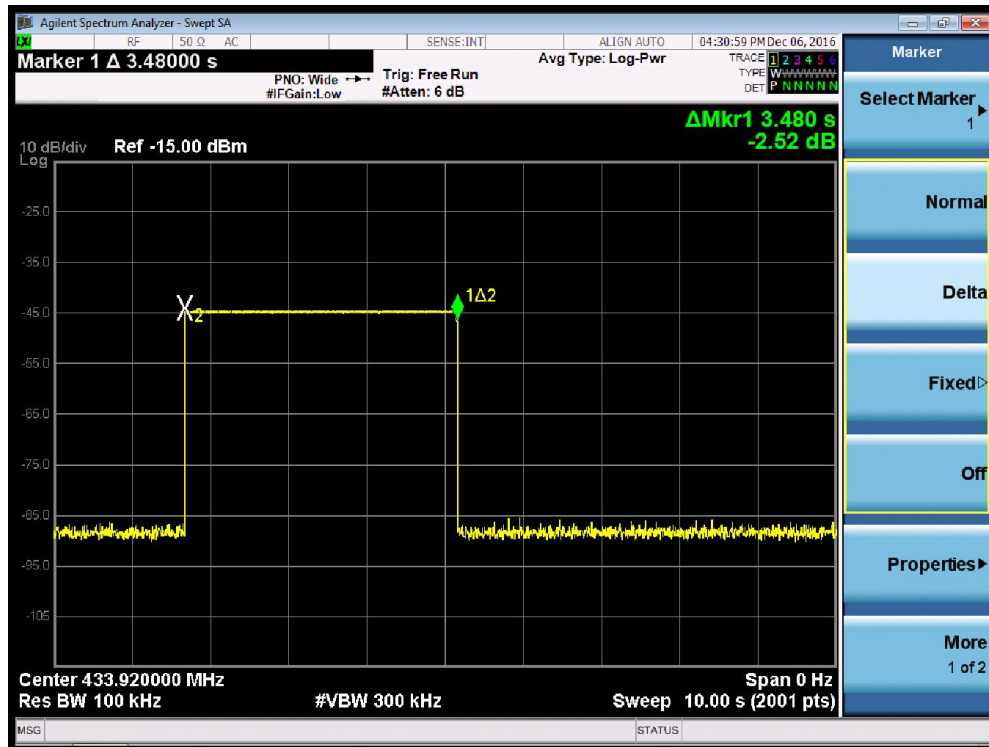 Agilent Spectrum Analyzer - Swept SA
LXI RF 50 Ω AC SENSE:INT ALIGN AUTO 04:30:59 PM Dec 06, 2016
Marker 1 Δ 3.48000 s
PNO: Wide Trig: Free Run Avg Type: Log-Pwr TRACE 1 2 3 4 5 6
#IFGain:Low #Atten: 6 dB TYPE WWWWWW
DET P N N N N N
ΔMkr1 3.480 s
-2.52 dB
10 dB/div Ref -15.00 dBm
Log
-25.0
-35.0
-45.0
-55.0
-65.0
-75.0
-85.0
-95.0
-105
X2
1Δ2
Center 433.920000 MHz Span 0 Hz
Res BW 100 kHz #VBW 300 kHz Sweep 10.00 s (2001 pts)
MSG STATUS
Marker
Select Marker
1
Normal
Delta
Fixed
Off
Properties
More
1 of 2